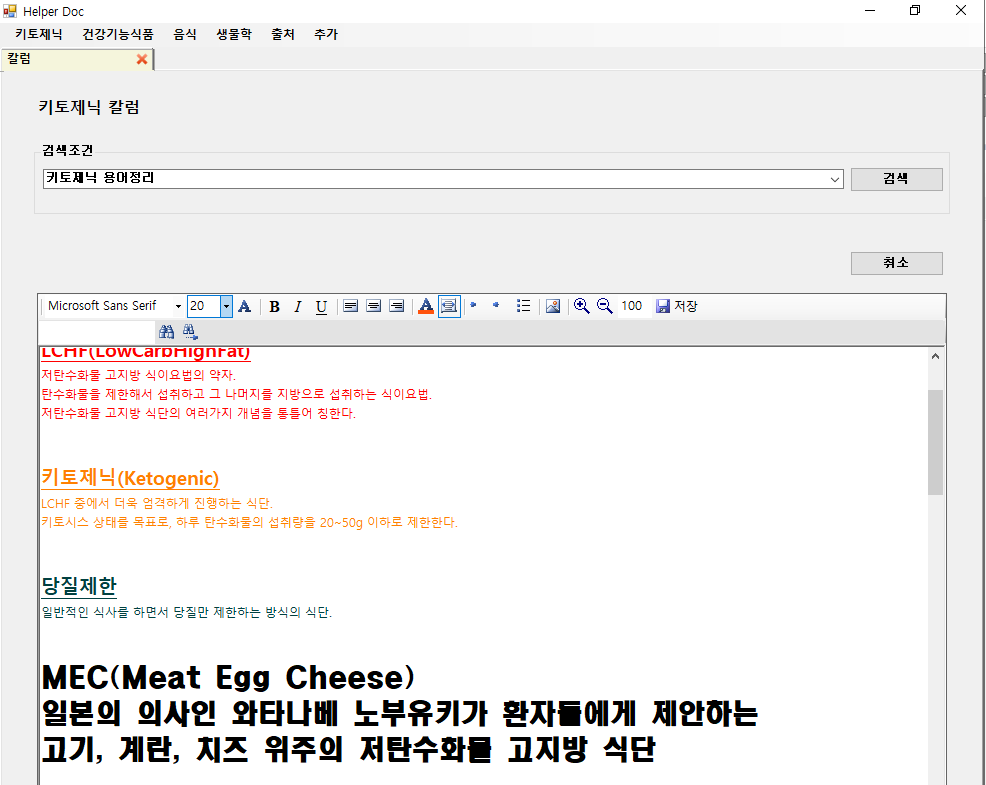 Helper Doc
키토제닉 건강기능식품 음식 생물학 출처 추가
칼럼
키토제닉 칼럼
검색조건
키토제닉 용어정리
검색
취소
Microsoft Sans Serif 20 A B I U A 100 저장
LCHF(LowCarbHighFat)
저탄수화물 고지방 식이요법의 약자.
탄수화물을 제한해서 섭취하고 그 나머지를 지방으로 섭취하는 식이요법.
저탄수화물 고지방 식단의 여러가지 개념을 통틀어 칭한다.
키토제닉(Ketogenic)
LCHF 중에서 더욱 엄격하게 진행하는 식단.
키토시스 상태를 목표로, 하루 탄수화물의 섭취량을 20~50g 이하로 제한한다.
당질제한
일반적인 식사를 하면서 당질만 제한하는 방식의 식단.
MEC(Meat Egg Cheese)
일본의 의사인 와타나베 노부유키가 환자들에게 제안하는
고기, 계란, 치즈 위주의 저탄수화물 고지방 식단